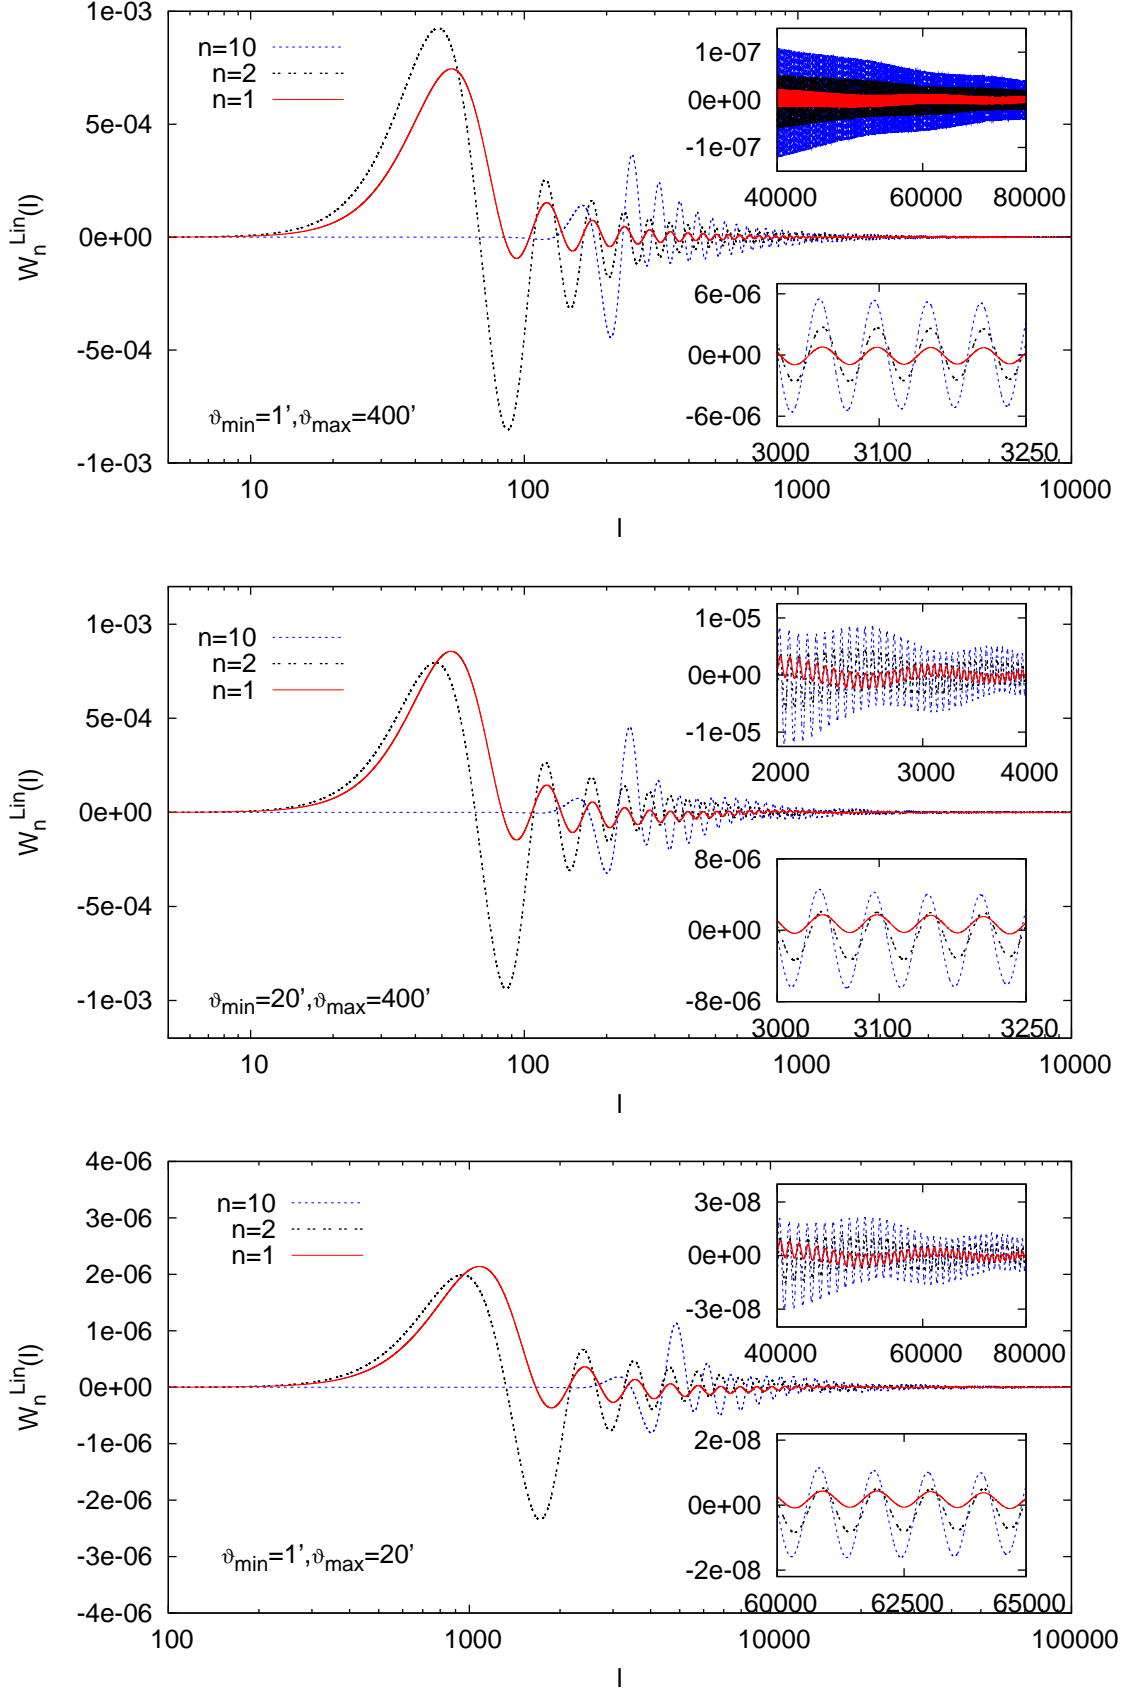 1e-03
5e-04
0e+00
-5e-04
-1e-03
W_n^Lin(l)
n=10
n=2
n=1
ϑmin=1',ϑmax=400'
1e-07
0e+00
-1e-07
40000 60000 80000
6e-06
0e+00
-6e-06
3000 3100 3250
10 100 1000 10000
l
1e-03
5e-04
0e+00
-5e-04
-1e-03
W_n^Lin(l)
n=10
n=2
n=1
ϑmin=20',ϑmax=400'
1e-05
0e+00
-1e-05
2000 3000 4000
8e-06
0e+00
-8e-06
3000 3100 3250
10 100 1000 10000
l
4e-06
3e-06
2e-06
1e-06
0e+00
-1e-06
-2e-06
-3e-06
-4e-06
W_n^Lin(l)
n=10
n=2
n=1
ϑmin=1',ϑmax=20'
3e-08
0e+00
-3e-08
40000 60000 80000
2e-08
0e+00
-2e-08
60000 62500 65000
100 1000 10000 100000
l